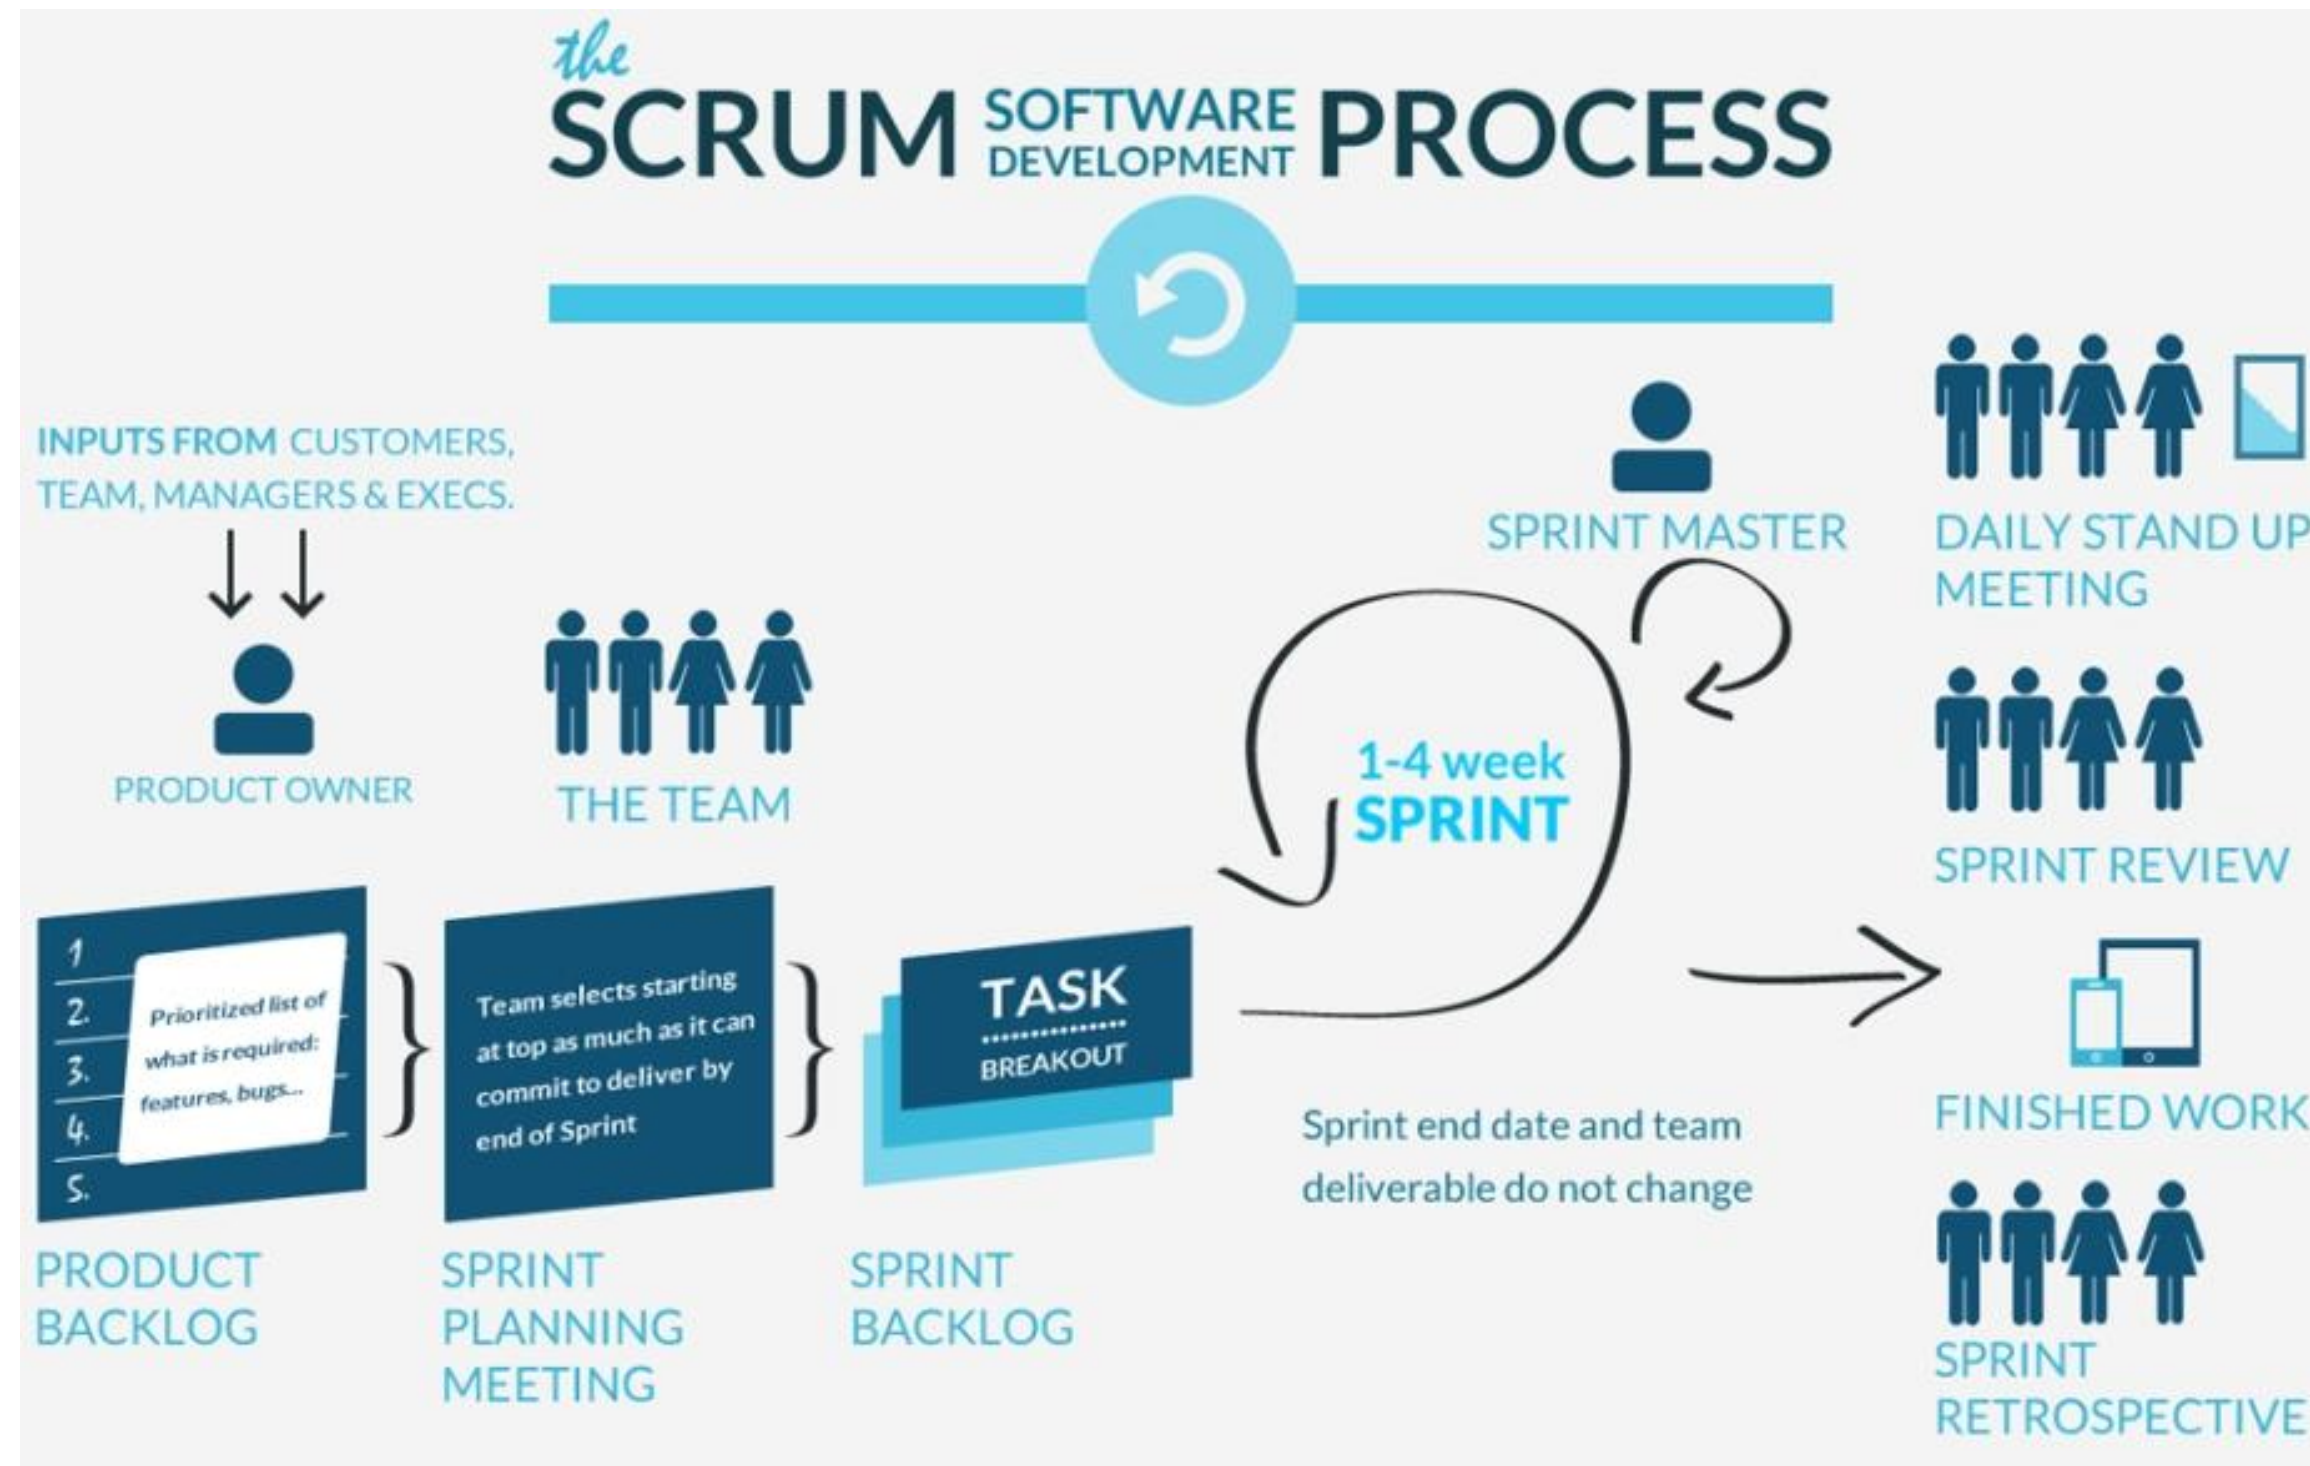 the
SCRUM SOFTWARE DEVELOPMENT PROCESS
INPUTS FROM CUSTOMERS,
TEAM, MANAGERS & EXECS.
PRODUCT OWNER
THE TEAM
1
2.
3.
4.
5.
Prioritized list of
what is required:
features, bugs...
PRODUCT
BACKLOG
Team selects starting
at top as much as it can
commit to deliver by
end of Sprint
SPRINT
PLANNING
MEETING
TASK
BREAKOUT
SPRINT
BACKLOG
SPRINT MASTER
1-4 week
SPRINT
Sprint end date and team
deliverable do not change
DAILY STAND UP
MEETING
SPRINT REVIEW
FINISHED WORK
SPRINT
RETROSPECTIVE